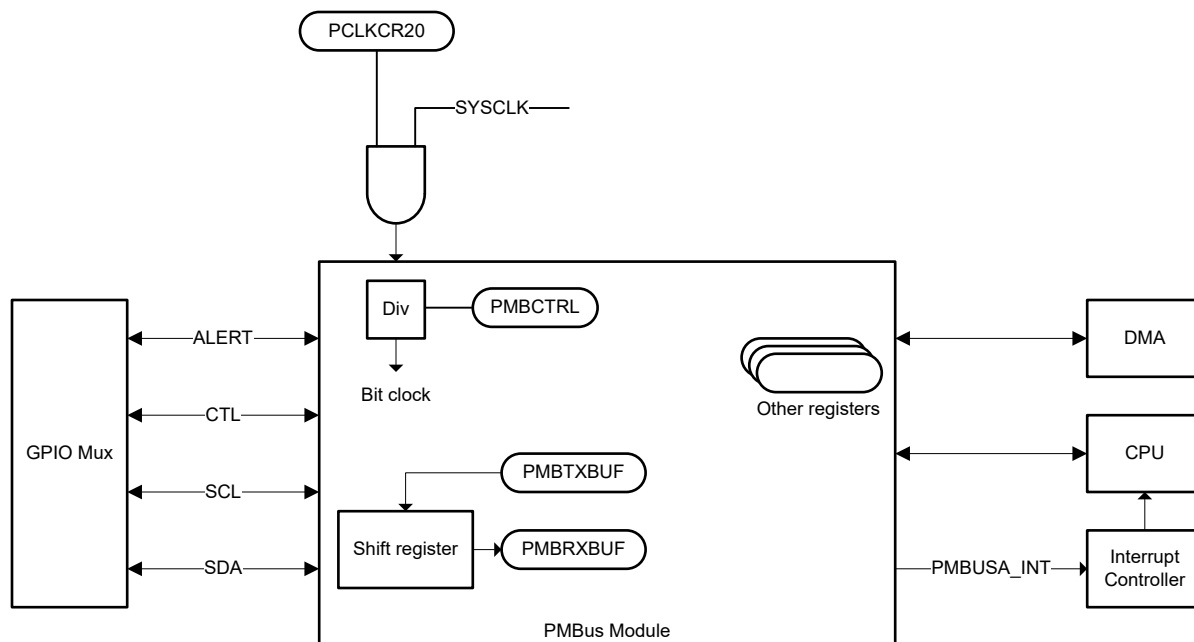 PCLKCR20
SYSCLK
Div
PMBCTRL
ALERT
DMA
Bit clock
Other registers
CTL
GPIO Mux
CPU
PMBTXBUF
SCL
Shift register
PMBRXBUF
SDA
PMBUSA_INT
Interrupt
Controller
PMBus Module